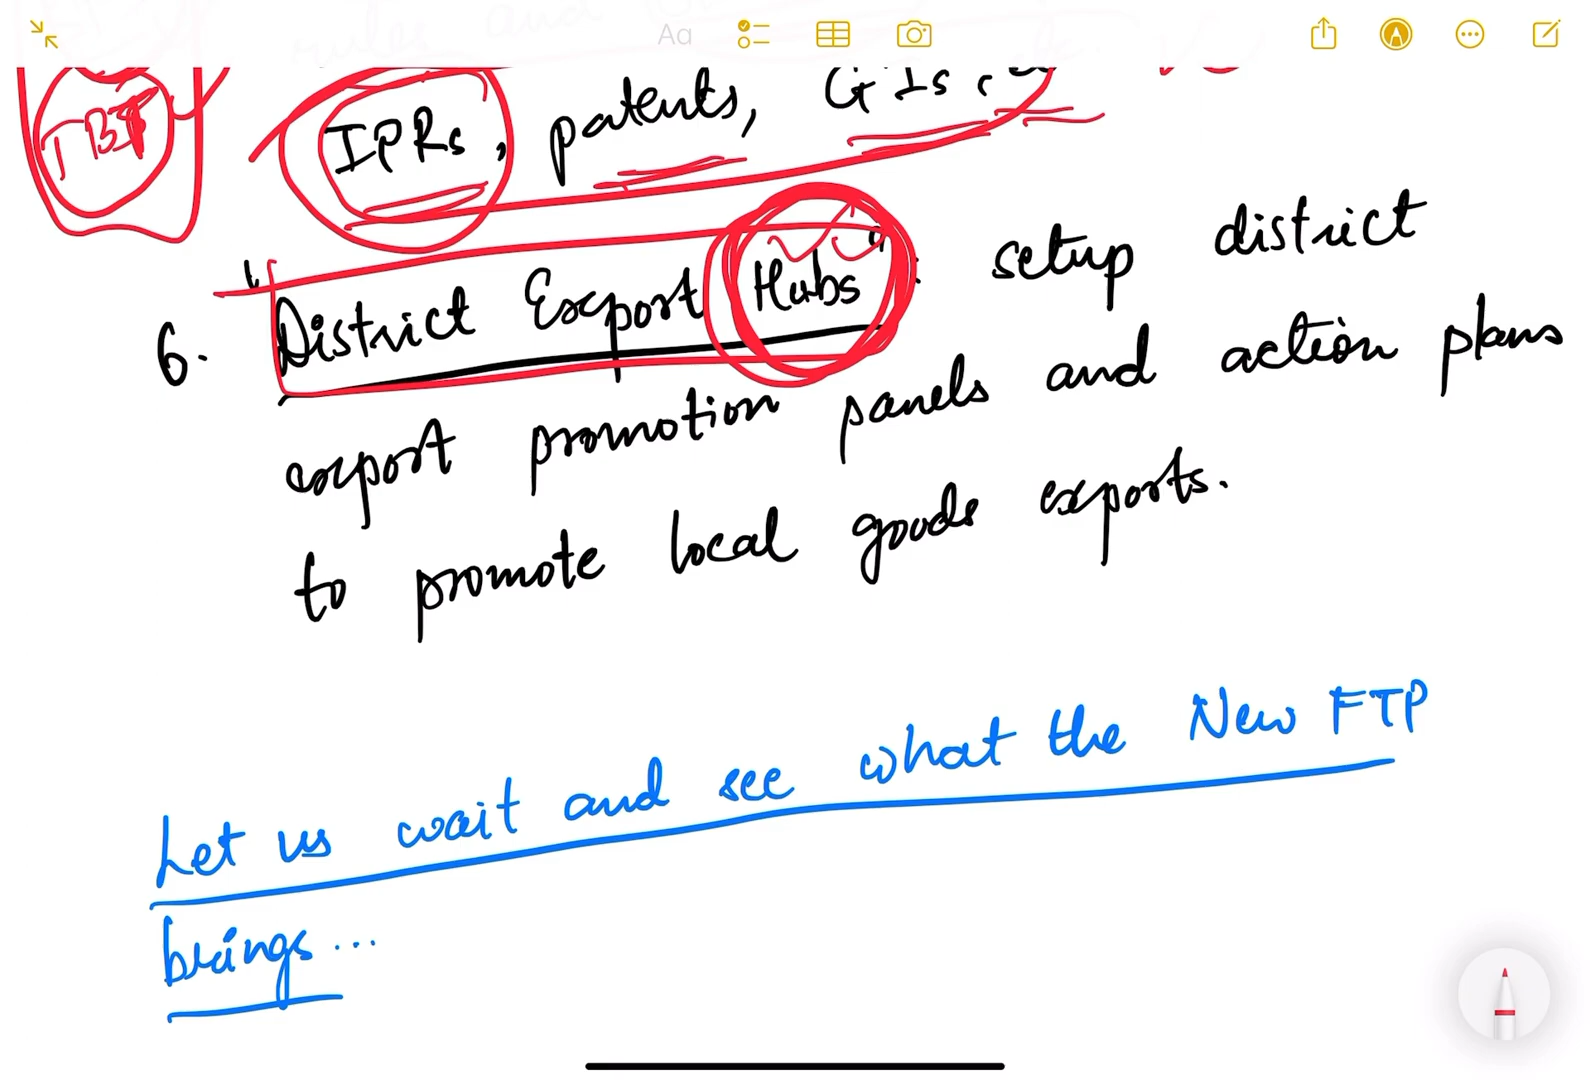 Aa
TBT
IPRs, patents, GIs,
6. "District Export Hubs": setup district
export promotion panels and action plans
to promote local goods exports.
Let us wait and see what the New FTP
brings...